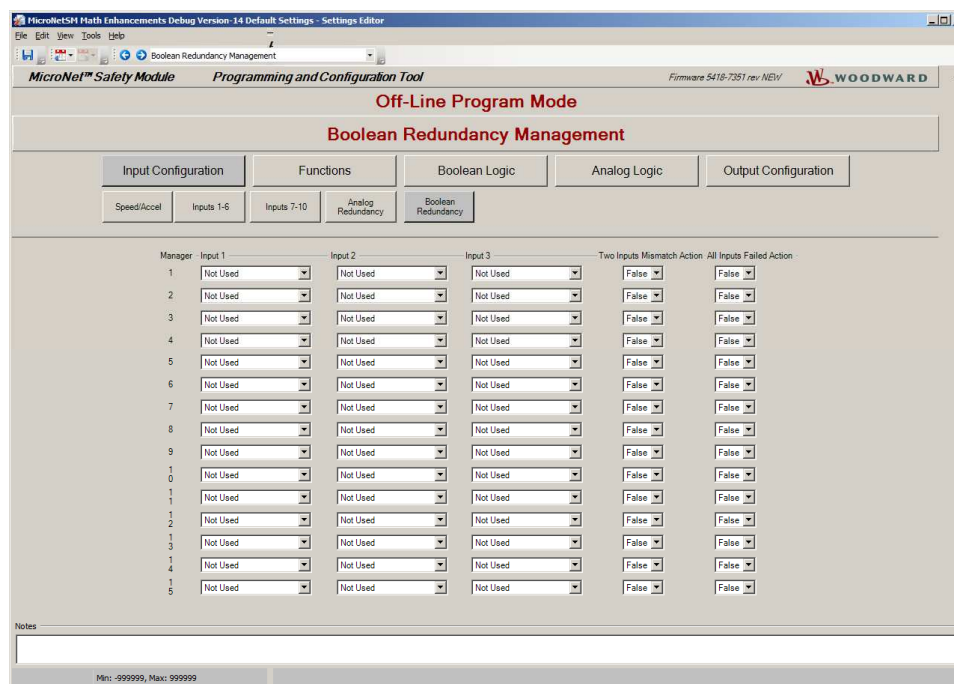 MicroNetSM Math Enhancements Debug Version-14 Default Settings - Settings Editor
File Edit View Tools Help
Boolean Redundancy Management
MicroNet™ Safety Module Programming and Configuration Tool Firmware 5418-7351 rev NEW WOODWARD
Off-Line Program Mode
Boolean Redundancy Management
Input Configuration Functions Boolean Logic Analog Logic Output Configuration
Speed/Accel Inputs 1-6 Inputs 7-10 Analog Redundancy Boolean Redundancy
Manager Input 1 Input 2 Input 3 Two Inputs Mismatch Action All Inputs Failed Action
1 Not Used Not Used Not Used False False
2 Not Used Not Used Not Used False False
3 Not Used Not Used Not Used False False
4 Not Used Not Used Not Used False False
5 Not Used Not Used Not Used False False
6 Not Used Not Used Not Used False False
7 Not Used Not Used Not Used False False
8 Not Used Not Used Not Used False False
9 Not Used Not Used Not Used False False
10 Not Used Not Used Not Used False False
11 Not Used Not Used Not Used False False
12 Not Used Not Used Not Used False False
13 Not Used Not Used Not Used False False
14 Not Used Not Used Not Used False False
15 Not Used Not Used Not Used False False
Notes
Min: -999999, Max: 999999